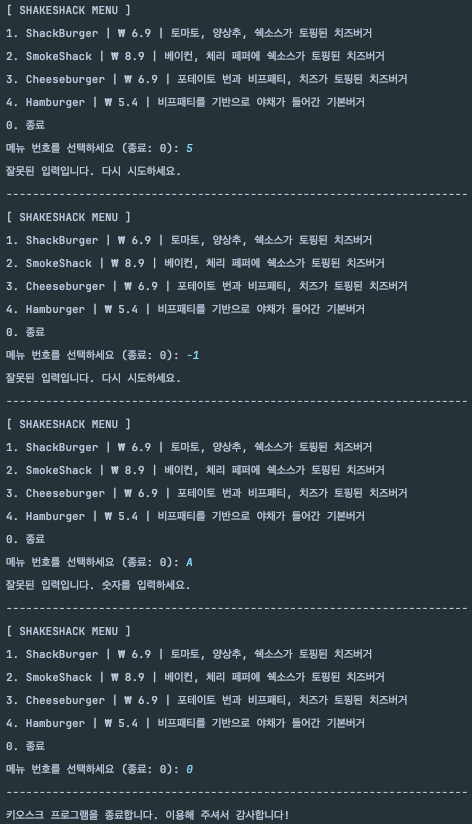 [ SHAKESHACK MENU ]
1. ShackBurger | ₩ 6.9 | 토마토, 양상추, 쉑소스가 토핑된 치즈버거
2. SmokeShack | ₩ 8.9 | 베이컨, 체리 페퍼에 쉑소스가 토핑된 치즈버거
3. Cheeseburger | ₩ 6.9 | 포테이토 번과 비프패티, 치즈가 토핑된 치즈버거
4. Hamburger | ₩ 5.4 | 비프패티를 기반으로 야채가 들어간 기본버거
0. 종료
메뉴 번호를 선택하세요 (종료: 0): 5
잘못된 입력입니다. 다시 시도하세요.
----------------------------------------------------------------------
[ SHAKESHACK MENU ]
1. ShackBurger | ₩ 6.9 | 토마토, 양상추, 쉑소스가 토핑된 치즈버거
2. SmokeShack | ₩ 8.9 | 베이컨, 체리 페퍼에 쉑소스가 토핑된 치즈버거
3. Cheeseburger | ₩ 6.9 | 포테이토 번과 비프패티, 치즈가 토핑된 치즈버거
4. Hamburger | ₩ 5.4 | 비프패티를 기반으로 야채가 들어간 기본버거
0. 종료
메뉴 번호를 선택하세요 (종료: 0): -1
잘못된 입력입니다. 다시 시도하세요.
----------------------------------------------------------------------
[ SHAKESHACK MENU ]
1. ShackBurger | ₩ 6.9 | 토마토, 양상추, 쉑소스가 토핑된 치즈버거
2. SmokeShack | ₩ 8.9 | 베이컨, 체리 페퍼에 쉑소스가 토핑된 치즈버거
3. Cheeseburger | ₩ 6.9 | 포테이토 번과 비프패티, 치즈가 토핑된 치즈버거
4. Hamburger | ₩ 5.4 | 비프패티를 기반으로 야채가 들어간 기본버거
0. 종료
메뉴 번호를 선택하세요 (종료: 0): A
잘못된 입력입니다. 숫자를 입력하세요.
----------------------------------------------------------------------
[ SHAKESHACK MENU ]
1. ShackBurger | ₩ 6.9 | 토마토, 양상추, 쉑소스가 토핑된 치즈버거
2. SmokeShack | ₩ 8.9 | 베이컨, 체리 페퍼에 쉑소스가 토핑된 치즈버거
3. Cheeseburger | ₩ 6.9 | 포테이토 번과 비프패티, 치즈가 토핑된 치즈버거
4. Hamburger | ₩ 5.4 | 비프패티를 기반으로 야채가 들어간 기본버거
0. 종료
메뉴 번호를 선택하세요 (종료: 0): 0
----------------------------------------------------------------------
키오스크 프로그램을 종료합니다. 이용해 주셔서 감사합니다!